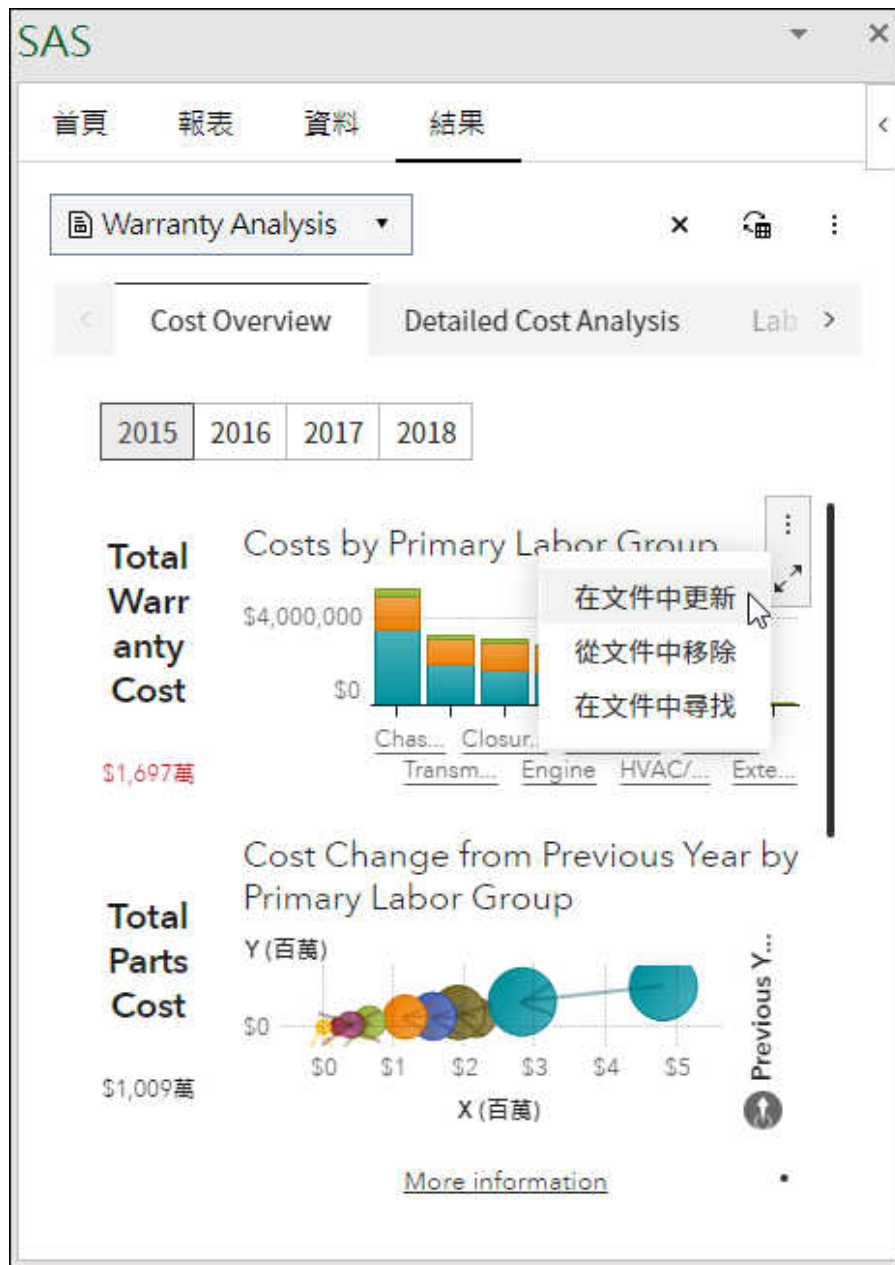 SAS
首頁 報表 資料 結果
Warranty Analysis
Cost Overview Detailed Cost Analysis Lab
2015 2016 2017 2018
Total
Warr
anty
Cost
$1,697萬
Costs by Primary Labor Group
$4,000,000
$0
在文件中更新
從文件中移除
在文件中尋找
Chas... Closur...
Transm... Engine HVAC/... Exte...
Total
Parts
Cost
$1,009萬
Cost Change from Previous Year by
Primary Labor Group
Y (百萬)
$0
$0 $1 $2 $3 $4 $5
X (百萬)
Previous Y...
More information